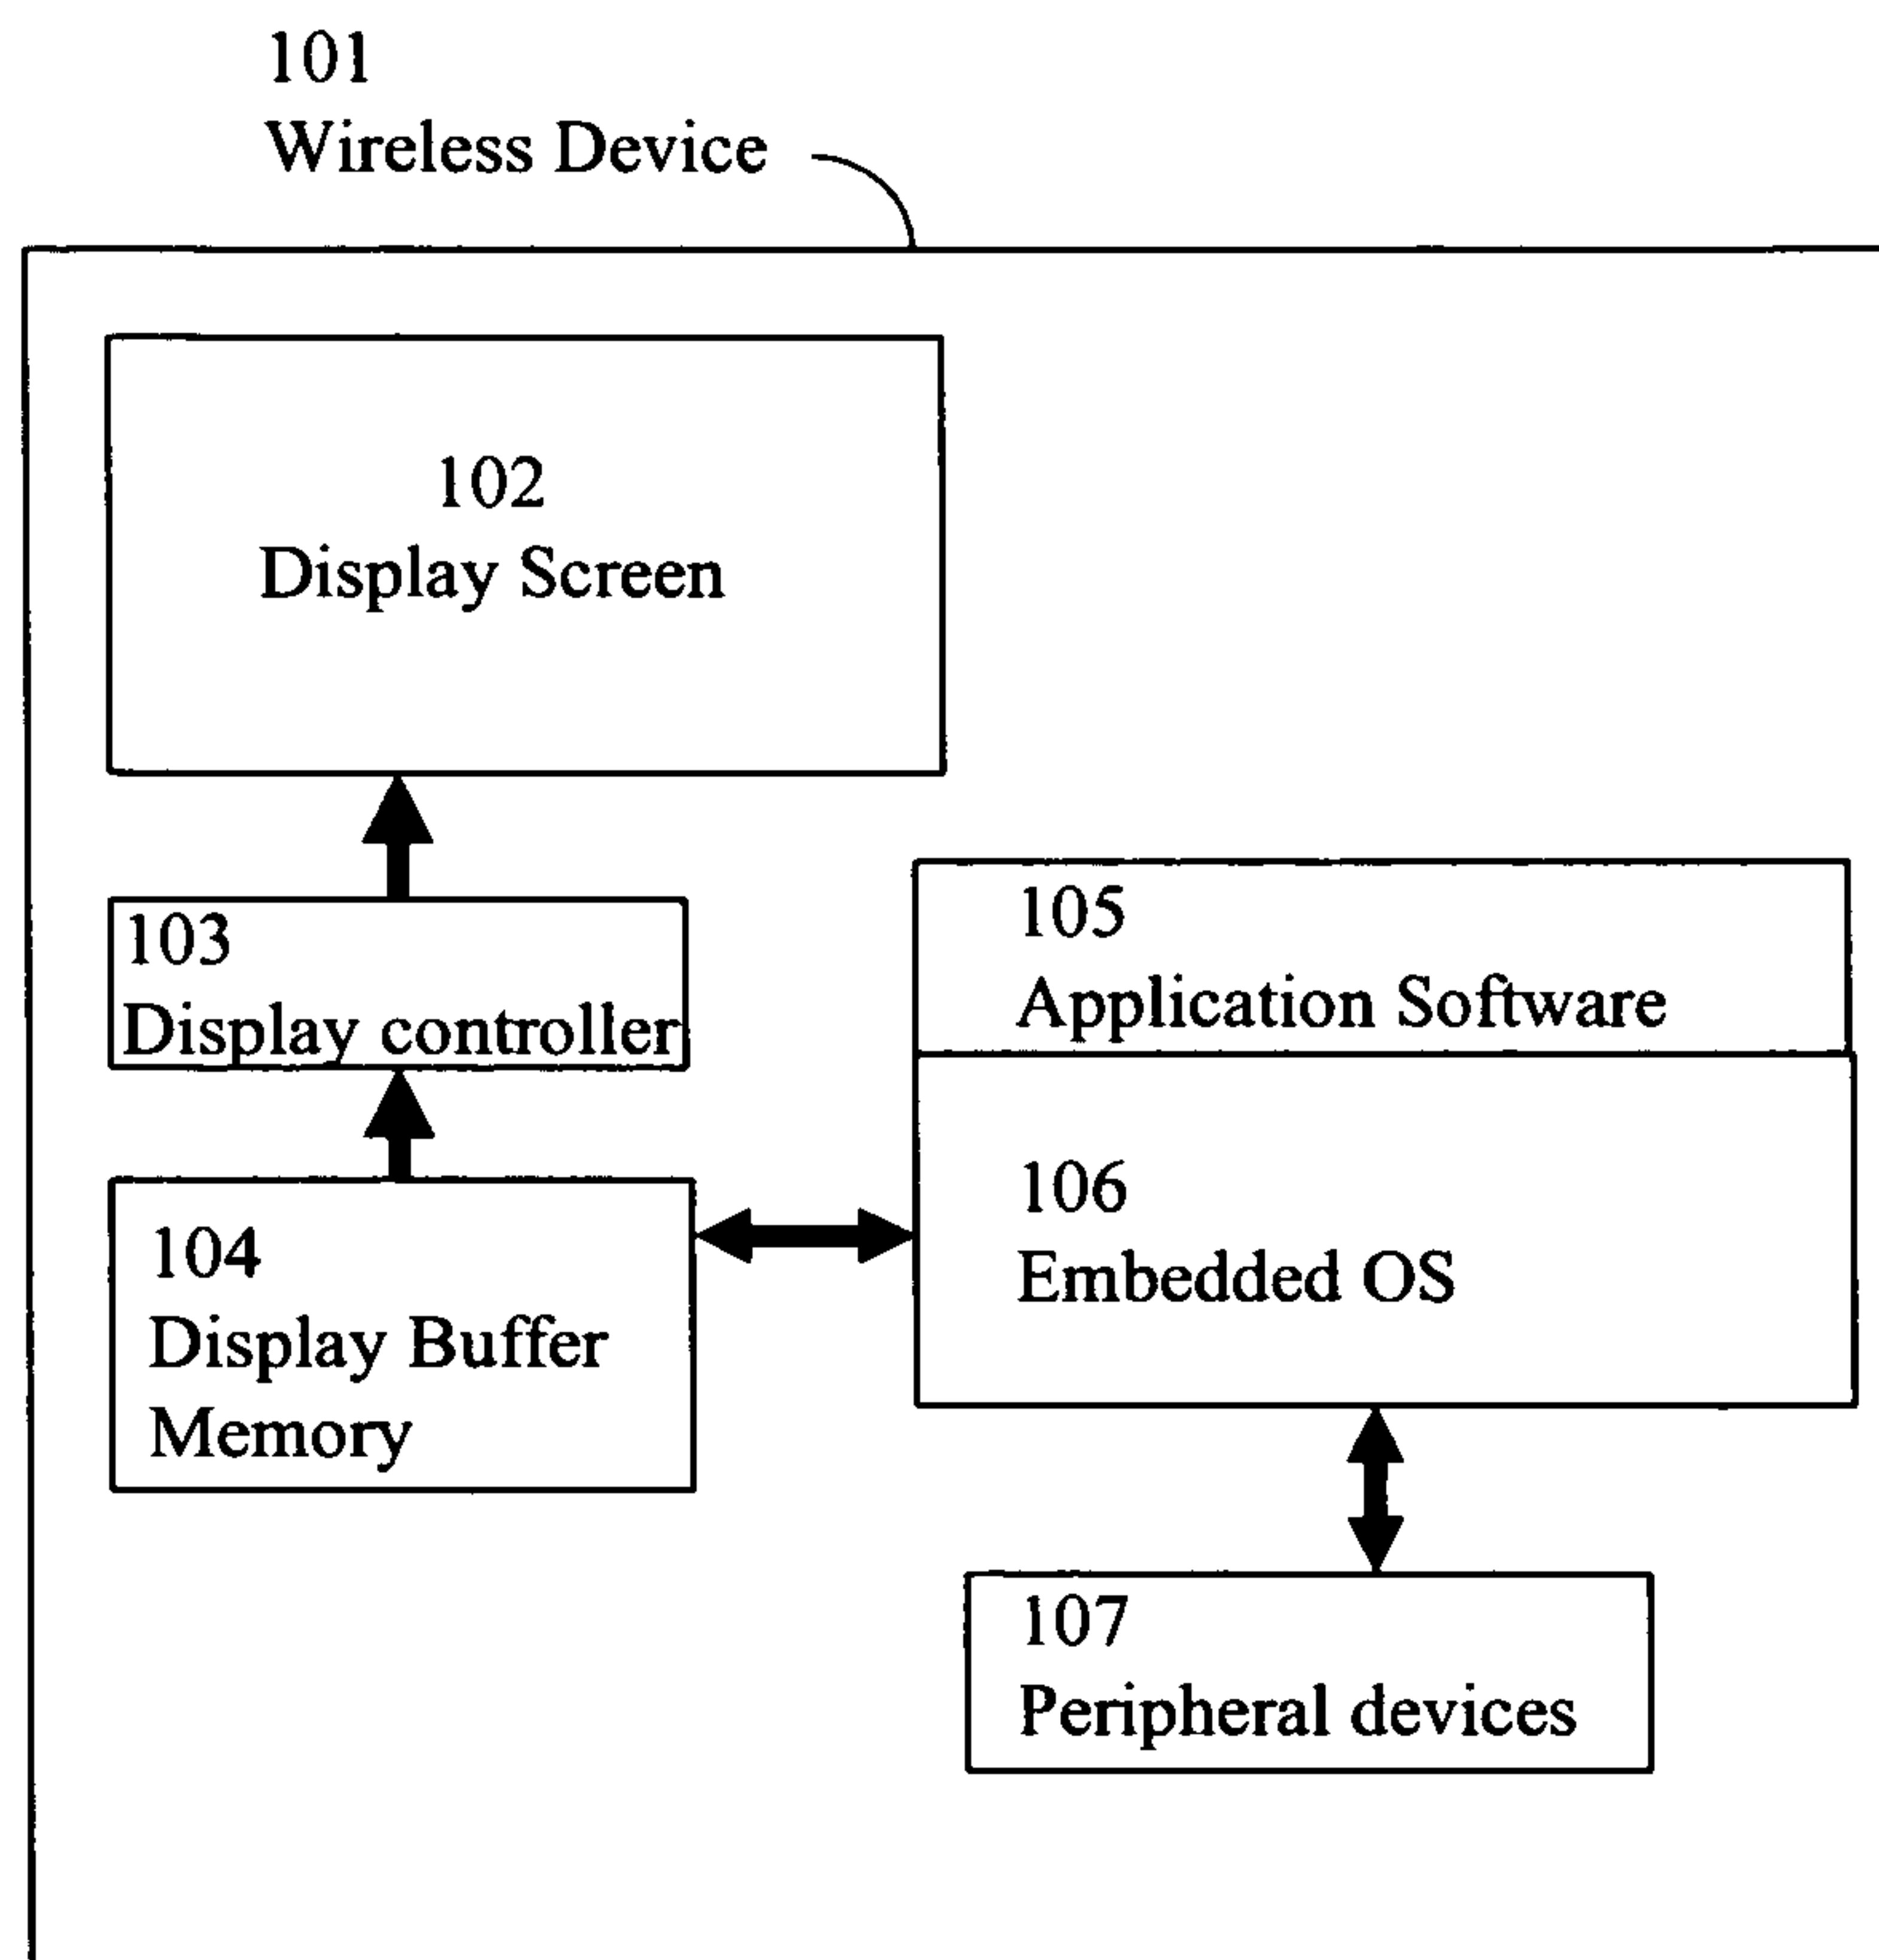 101
Wireless Device
102
Display Screen
103
Display controller
104
Display Buffer
Memory
105
Application Software
106
Embedded OS
107
Peripheral devices